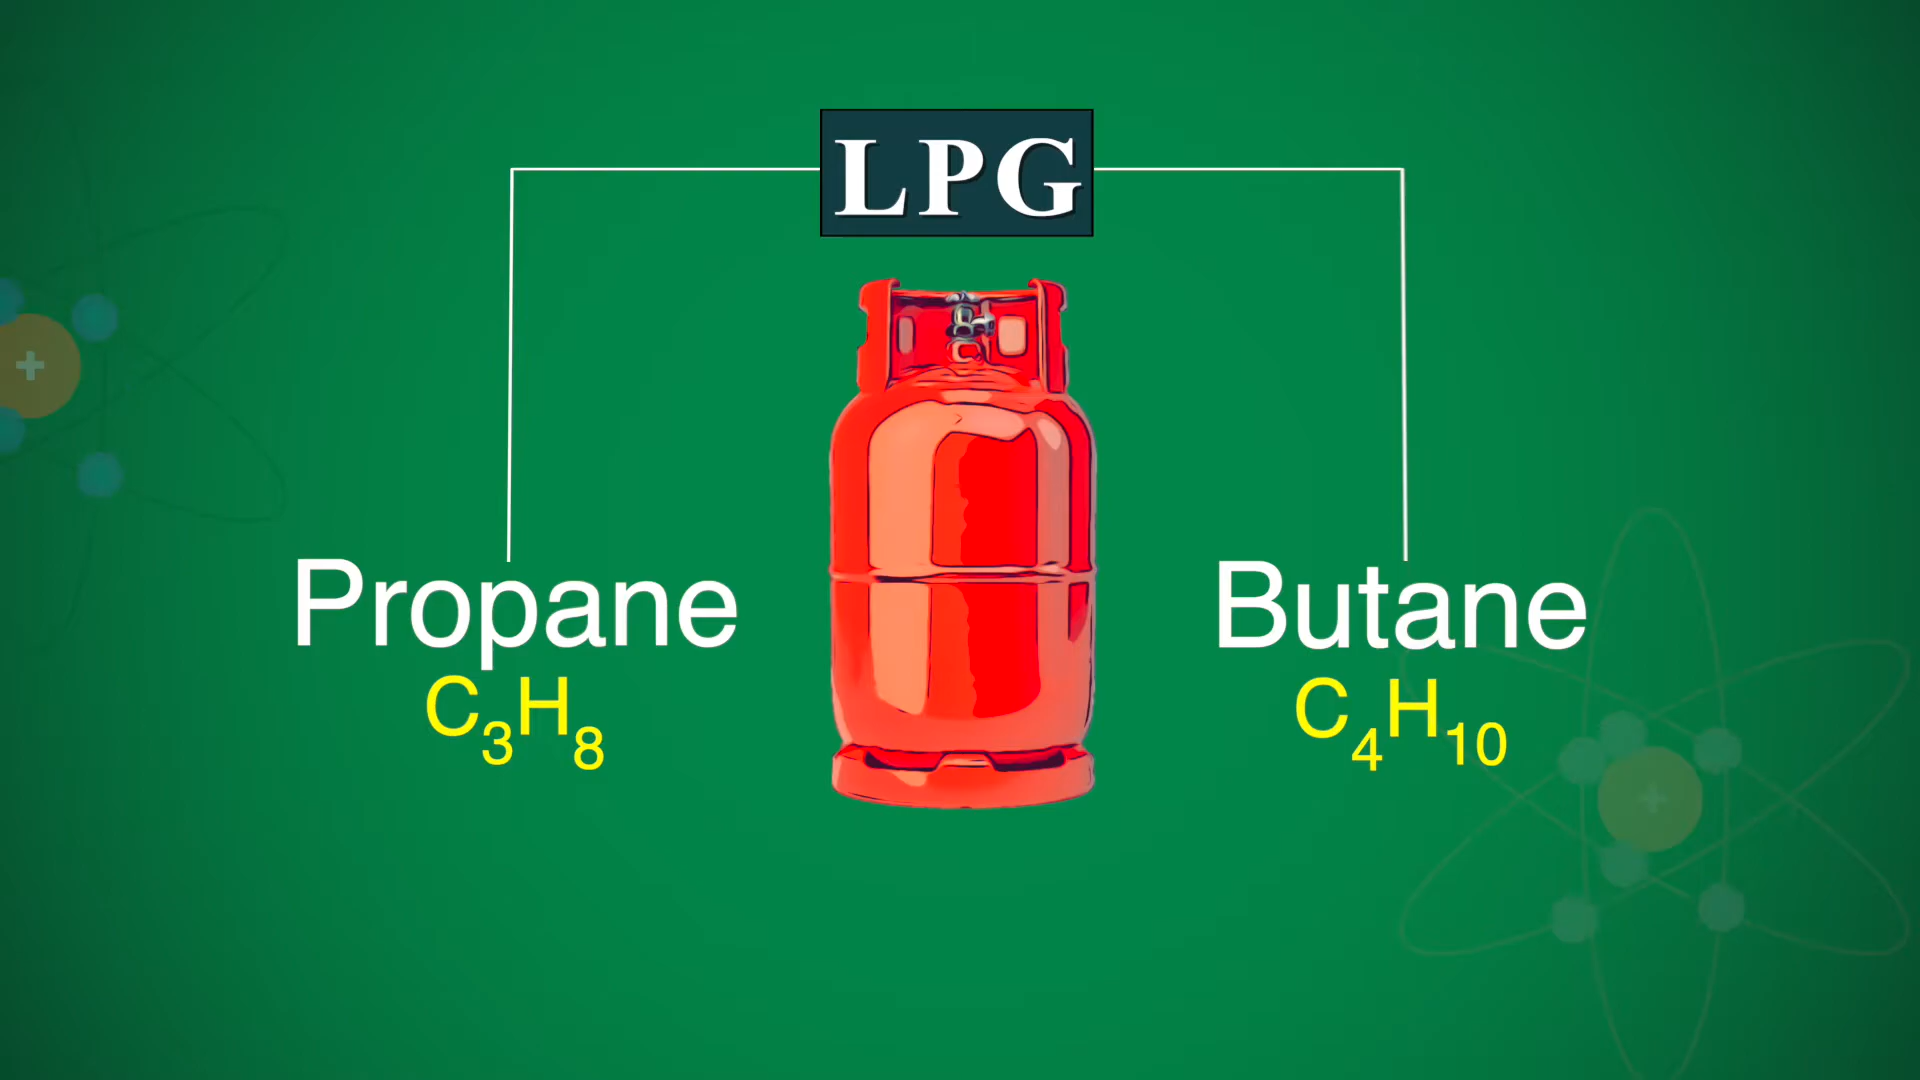 LPG
Propane
C₃H₈
Butane
C₄H₁₀